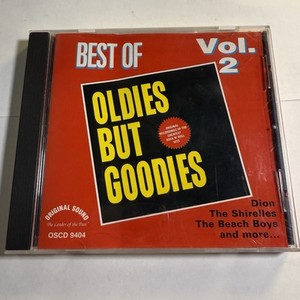 BEST OF
Vol.
2
OLDIES
BUT
GOODIES
ORIGINAL SOUND
OSCD 9404
Dion
The Shirelles
The Beach Boys
and more...